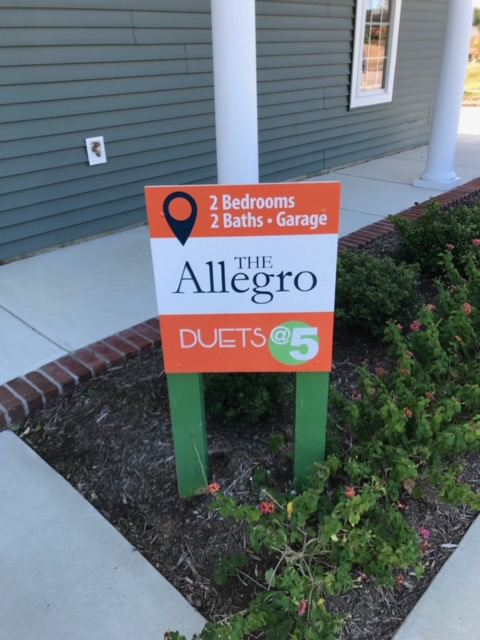 2 Bedrooms
2 Baths • Garage
THE
Allegro
DUETS @5